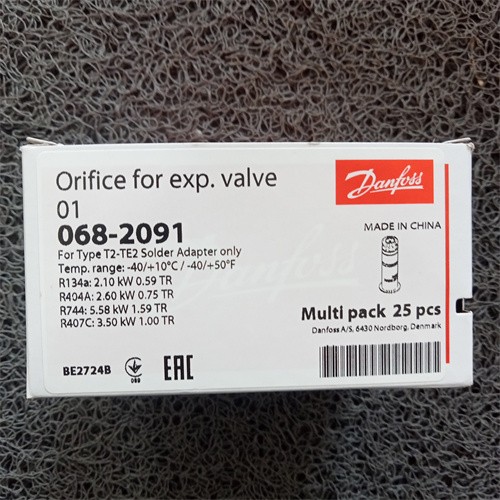 Orifice for exp. valve
01
068-2091
For Type T2-TE2 Solder Adapter only
Temp. range: -40/+10°C / -40/+50°F
R134a: 2.10 kW 0.59 TR
R404A: 2.60 kW 0.75 TR
R744: 5.58 kW 1.59 TR
R407C: 3.50 kW 1.00 TR
BE2724B
089
EAC
Danfoss
MADE IN CHINA
Multi pack 25 pcs
Danfoss A/S, 6430 Nordborg, Denmark
Danfoss